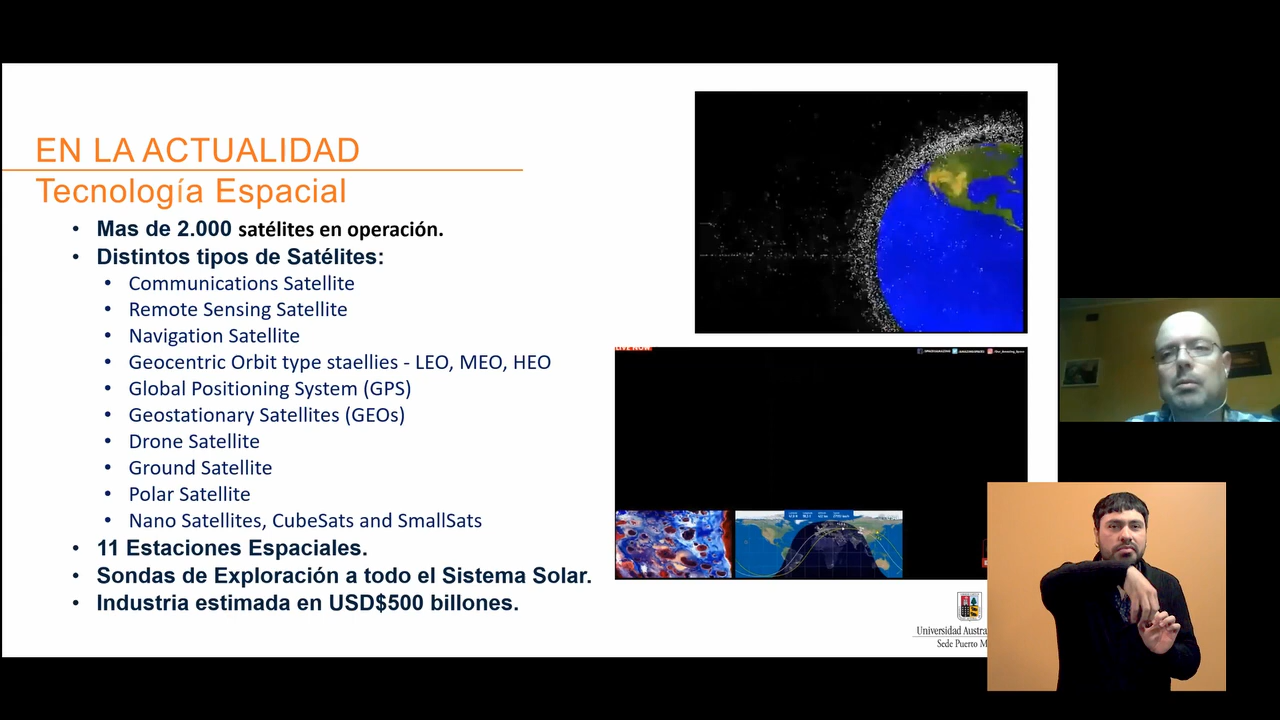 EN LA ACTUALIDAD
Tecnología Espacial
• Mas de 2.000 satélites en operación.
• Distintos tipos de Satélites:
• Communications Satellite
• Remote Sensing Satellite
• Navigation Satellite
• Geocentric Orbit type staellies - LEO, MEO, HEO
• Global Positioning System (GPS)
• Geostationary Satellites (GEOs)
• Drone Satellite
• Ground Satellite
• Polar Satellite
• Nano Satellites, CubeSats and SmallSats
• 11 Estaciones Espaciales.
• Sondas de Exploración a todo el Sistema Solar.
• Industria estimada en USD$500 billones.
LIVE NOW
Universidad Austra
Sede Puerto M